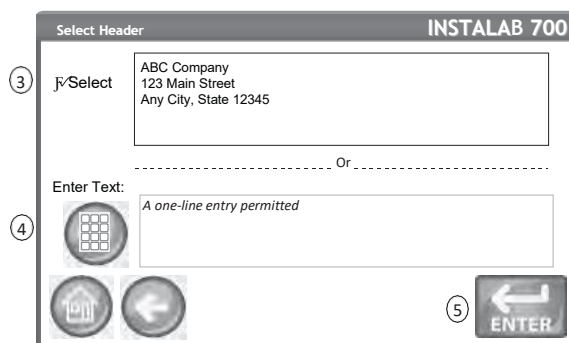 Select Header
INSTALAB 700
3
Select
ABC Company
123 Main Street
Any City, State 12345
Or
Enter Text:
4
A one-line entry permitted
5
ENTER